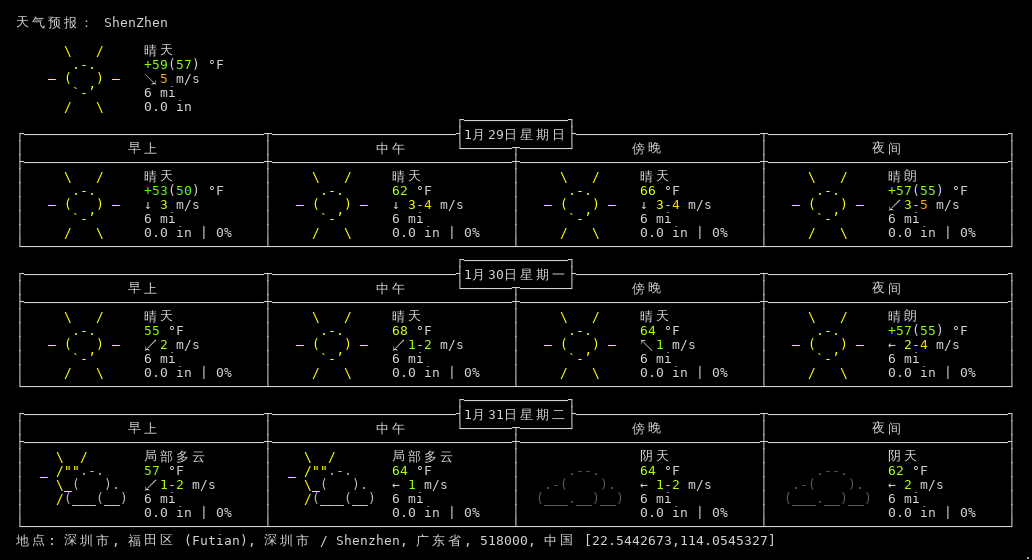 天气预报： ShenZhen
晴天
+59(57) °F
↘ 5 m/s
6 mi
0.0 in
1月29日星期日
早上 中午 傍晚 夜间
晴天 晴天 晴天 晴朗
+53(50) °F 62 °F 66 °F +57(55) °F
↓ 3 m/s ↓ 3-4 m/s ↓ 3-4 m/s ↙ 3-5 m/s
6 mi 6 mi 6 mi 6 mi
0.0 in | 0% 0.0 in | 0% 0.0 in | 0% 0.0 in | 0%
1月30日星期一
早上 中午 傍晚 夜间
晴天 晴天 晴天 晴朗
55 °F 68 °F 64 °F +57(55) °F
↙ 2 m/s ↙ 1-2 m/s ↖ 1 m/s ← 2-4 m/s
6 mi 6 mi 6 mi 6 mi
0.0 in | 0% 0.0 in | 0% 0.0 in | 0% 0.0 in | 0%
1月31日星期二
早上 中午 傍晚 夜间
局部多云 局部多云 阴天 阴天
57 °F 64 °F 64 °F 62 °F
↙ 1-2 m/s ← 1 m/s ← 1-2 m/s ← 2 m/s
6 mi 6 mi 6 mi 6 mi
0.0 in | 0% 0.0 in | 0% 0.0 in | 0% 0.0 in | 0%
地点: 深圳市, 福田区 (Futian), 深圳市 / Shenzhen, 广东省, 518000, 中国 [22.5442673,114.0545327]